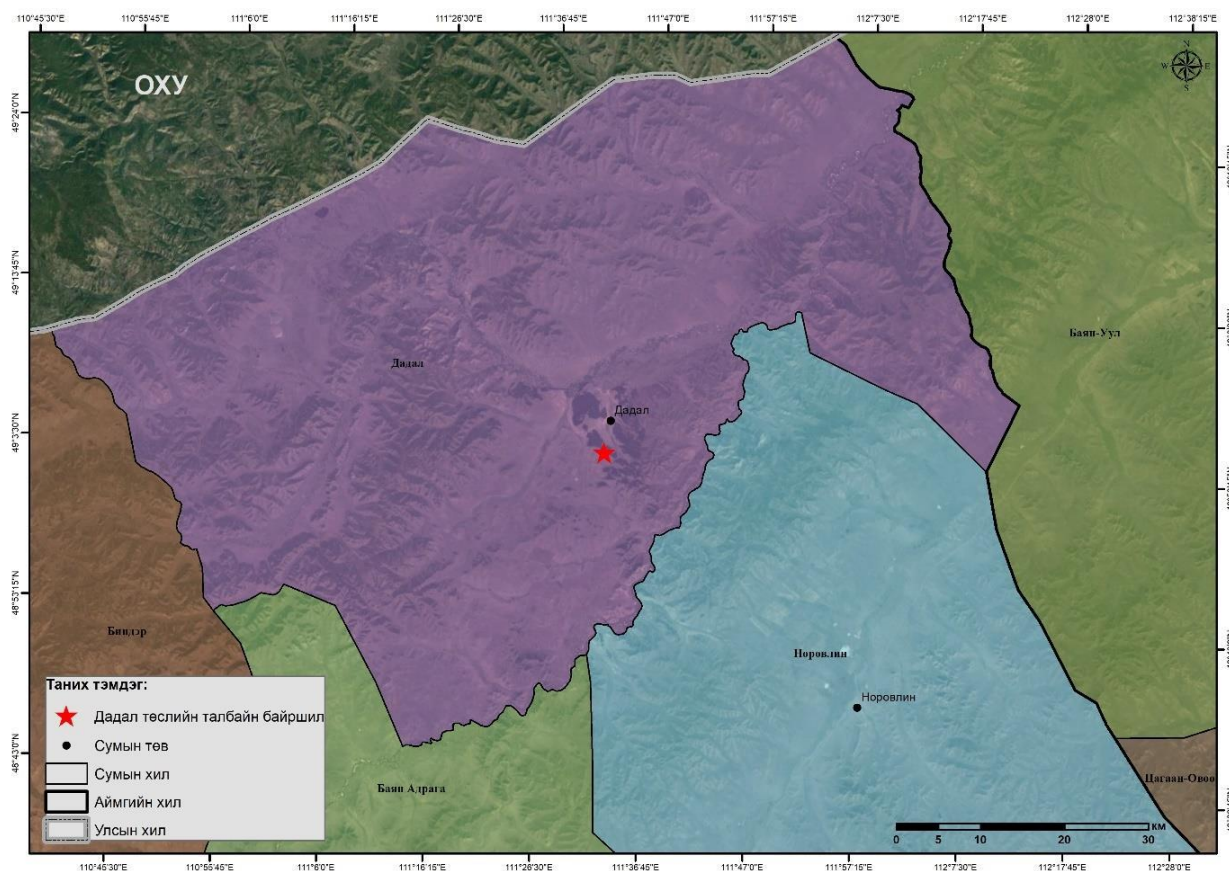 110°45'30"E 110°55'45"E 111°6'0"E 111°16'15"E 111°26'30"E 111°36'45"E 111°47'0"E 111°57'15"E 112°7'30"E 112°17'45"E 112°28'0"E 112°38'15"E
ОХУ
N
W E
S
49°24'0"N
49°13'45"N
Баян-Уул
Дадал
Дадал
49°3'30"N
48°53'15"N
Биндэр
Норовлин
Норовлин
48°43'0"N
Таних тэмдэг:
Дадал төслийн талбайн байршил
Сумын төв
Сумын хил
Аймгийн хил
Улсын хил
Баян Адрага
Цагаан-Овоо
0 5 10 20 30 КМ
110°46'30"E 110°56'45"E 111°6'0"E 111°16'15"E 111°26'30"E 111°36'45"E 111°47'0"E 111°57'15"E 112°7'30"E 112°17'45"E 112°28'0"E